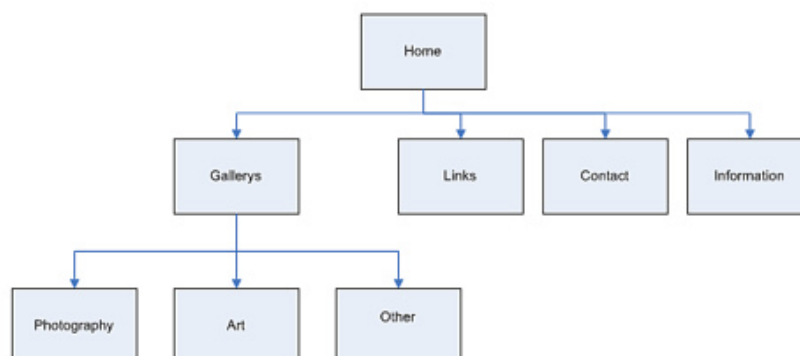 Home
Gallerys
Links
Contact
Information
Photography
Art
Other